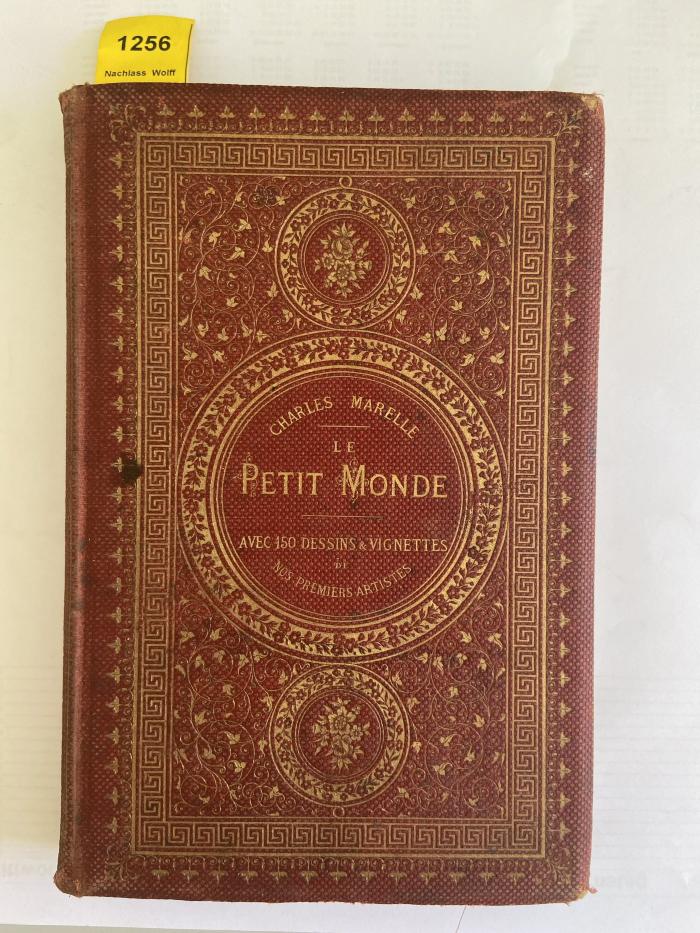 1256
Nachlass Wolff
CHARLES MARELLE
LE
PETIT MONDE
AVEC 150 DESSINS & VIGNETTES
DE
NOS PREMIERS ARTISTES